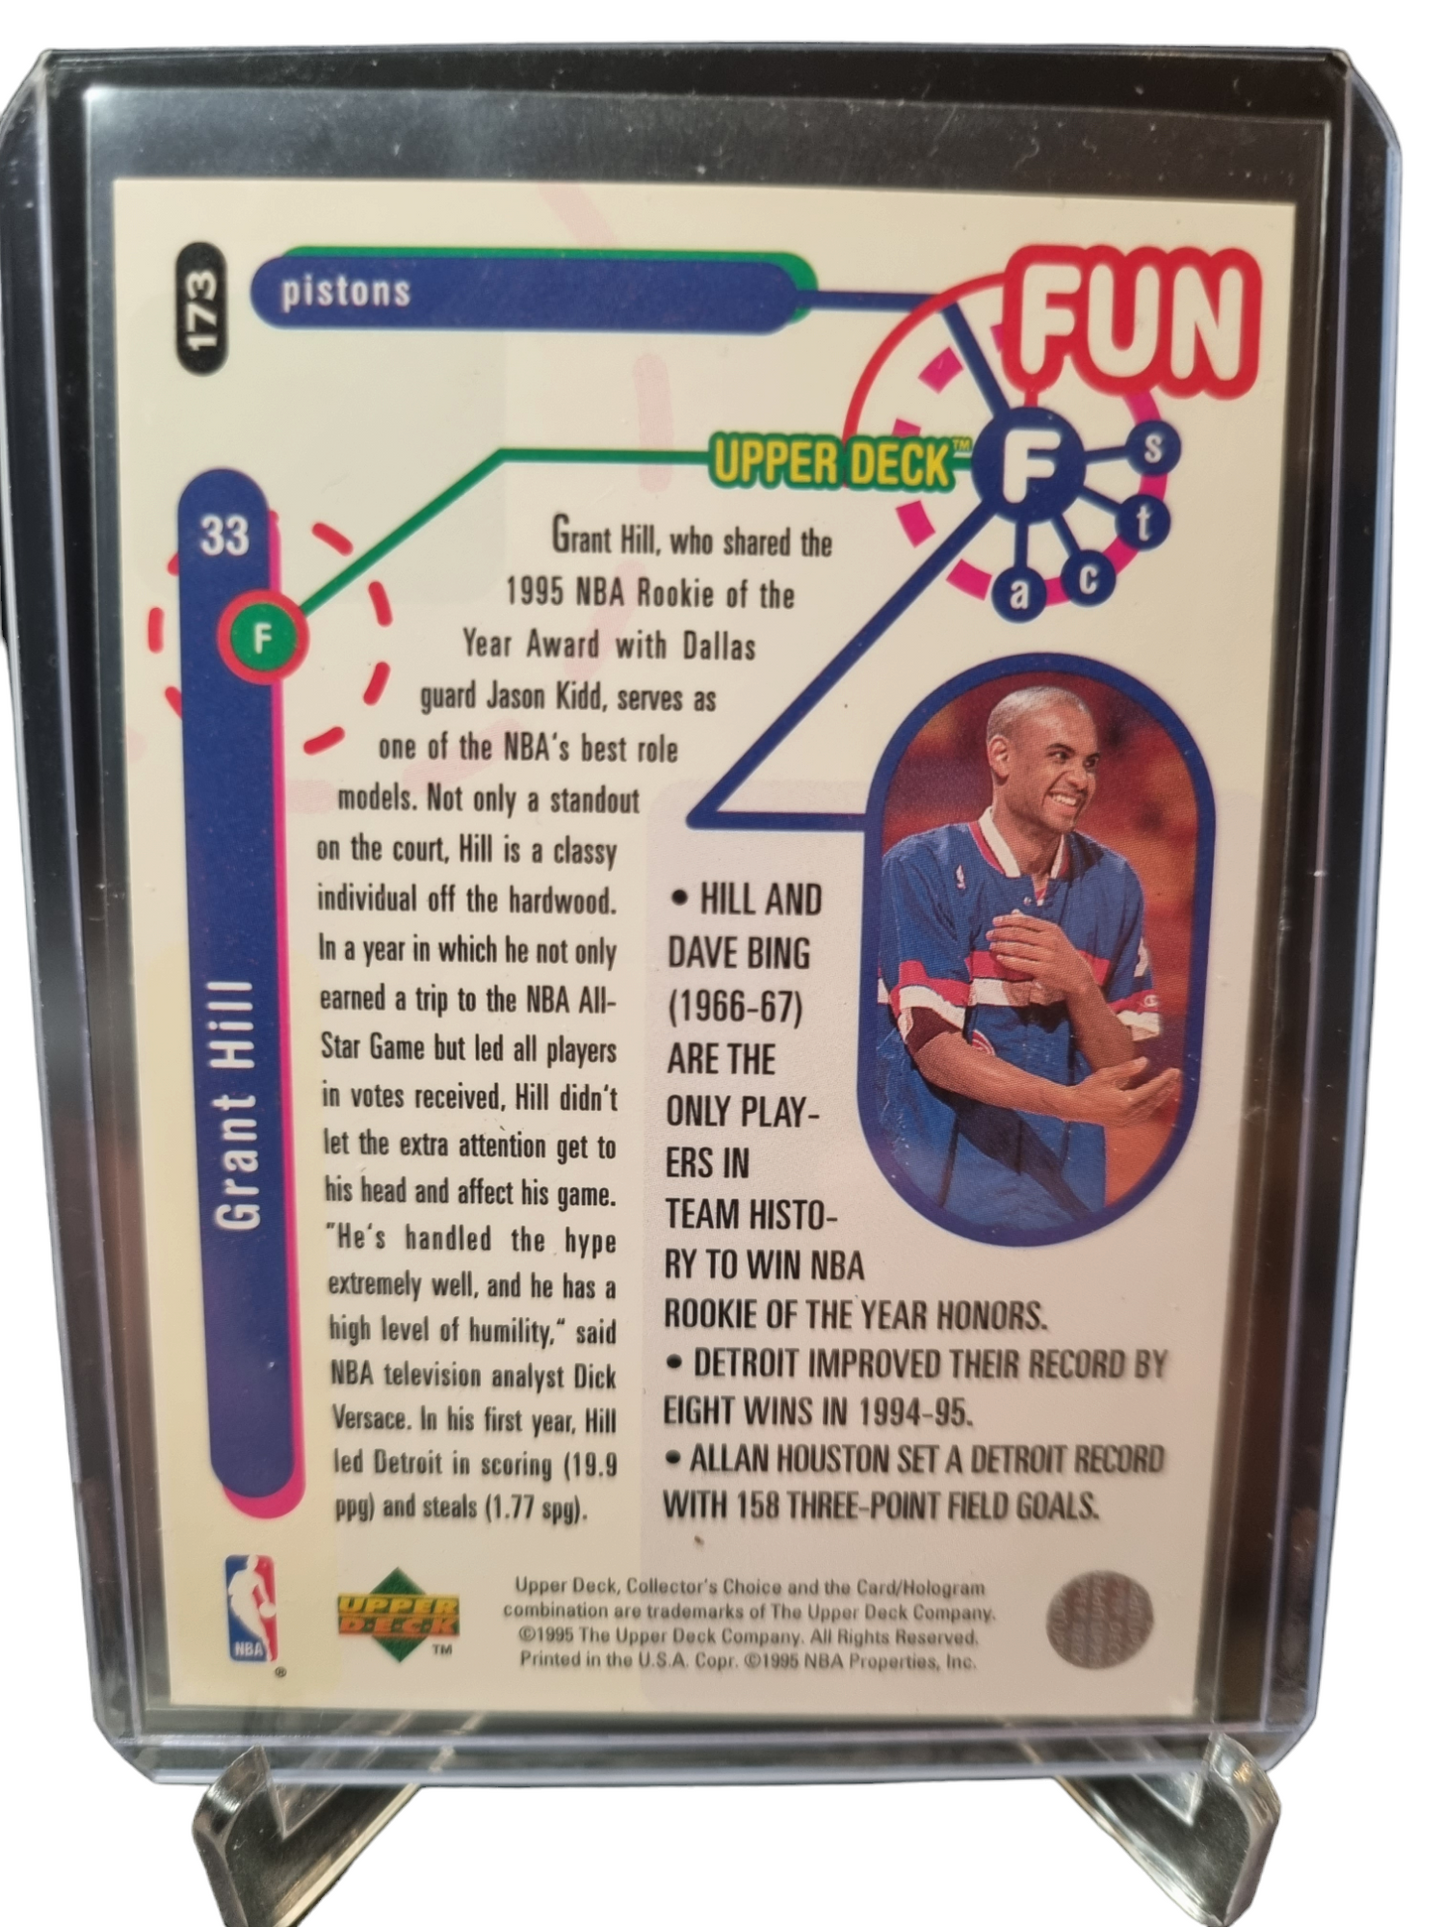 173
pistons
FUN
UPPER DECK™
F
a
c
t
s
33
F
Grant Hill
Grant Hill, who shared the
1995 NBA Rookie of the
Year Award with Dallas
guard Jason Kidd, serves as
one of the NBA's best role
models. Not only a standout
on the court, Hill is a classy
individual off the hardwood.
In a year in which he not only
earned a trip to the NBA All-
Star Game but led all players
in votes received, Hill didn't
let the extra attention get to
his head and affect his game.
"He's handled the hype
extremely well, and he has a
high level of humility," said
NBA television analyst Dick
Versace. In his first year, Hill
led Detroit in scoring (19.9
ppg) and steals (1.77 spg).
• HILL AND
DAVE BING
(1966-67)
ARE THE
ONLY PLAY-
ERS IN
TEAM HISTO-
RY TO WIN NBA
ROOKIE OF THE YEAR HONORS.
• DETROIT IMPROVED THEIR RECORD BY
EIGHT WINS IN 1994-95.
• ALLAN HOUSTON SET A DETROIT RECORD
WITH 158 THREE-POINT FIELD GOALS.
NBA
®
UPPER
D·E·C·K
™
Upper Deck, Collector's Choice and the Card/Hologram
combination are trademarks of The Upper Deck Company.
©1995 The Upper Deck Company. All Rights Reserved.
Printed in the U.S.A. Copr. ©1995 NBA Properties, Inc.